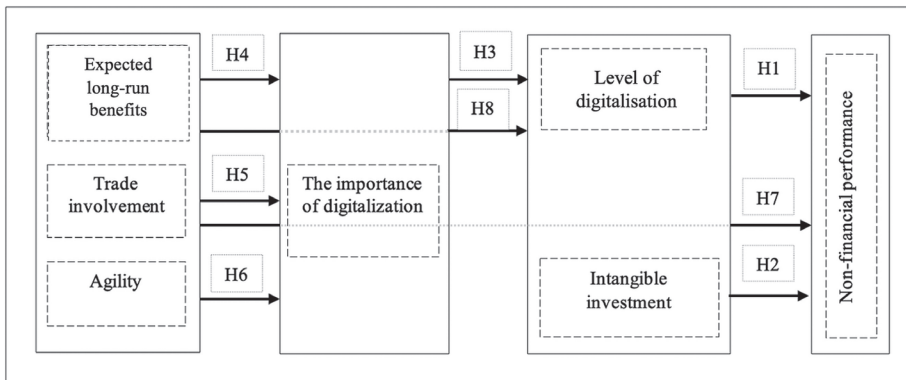 Expected
long-run
benefits
Trade
involvement
Agility
H4
H5
H6
The importance
of digitalization
H3
H8
Level of
digitalisation
Intangible
investment
H1
H7
H2
Non-financial performance